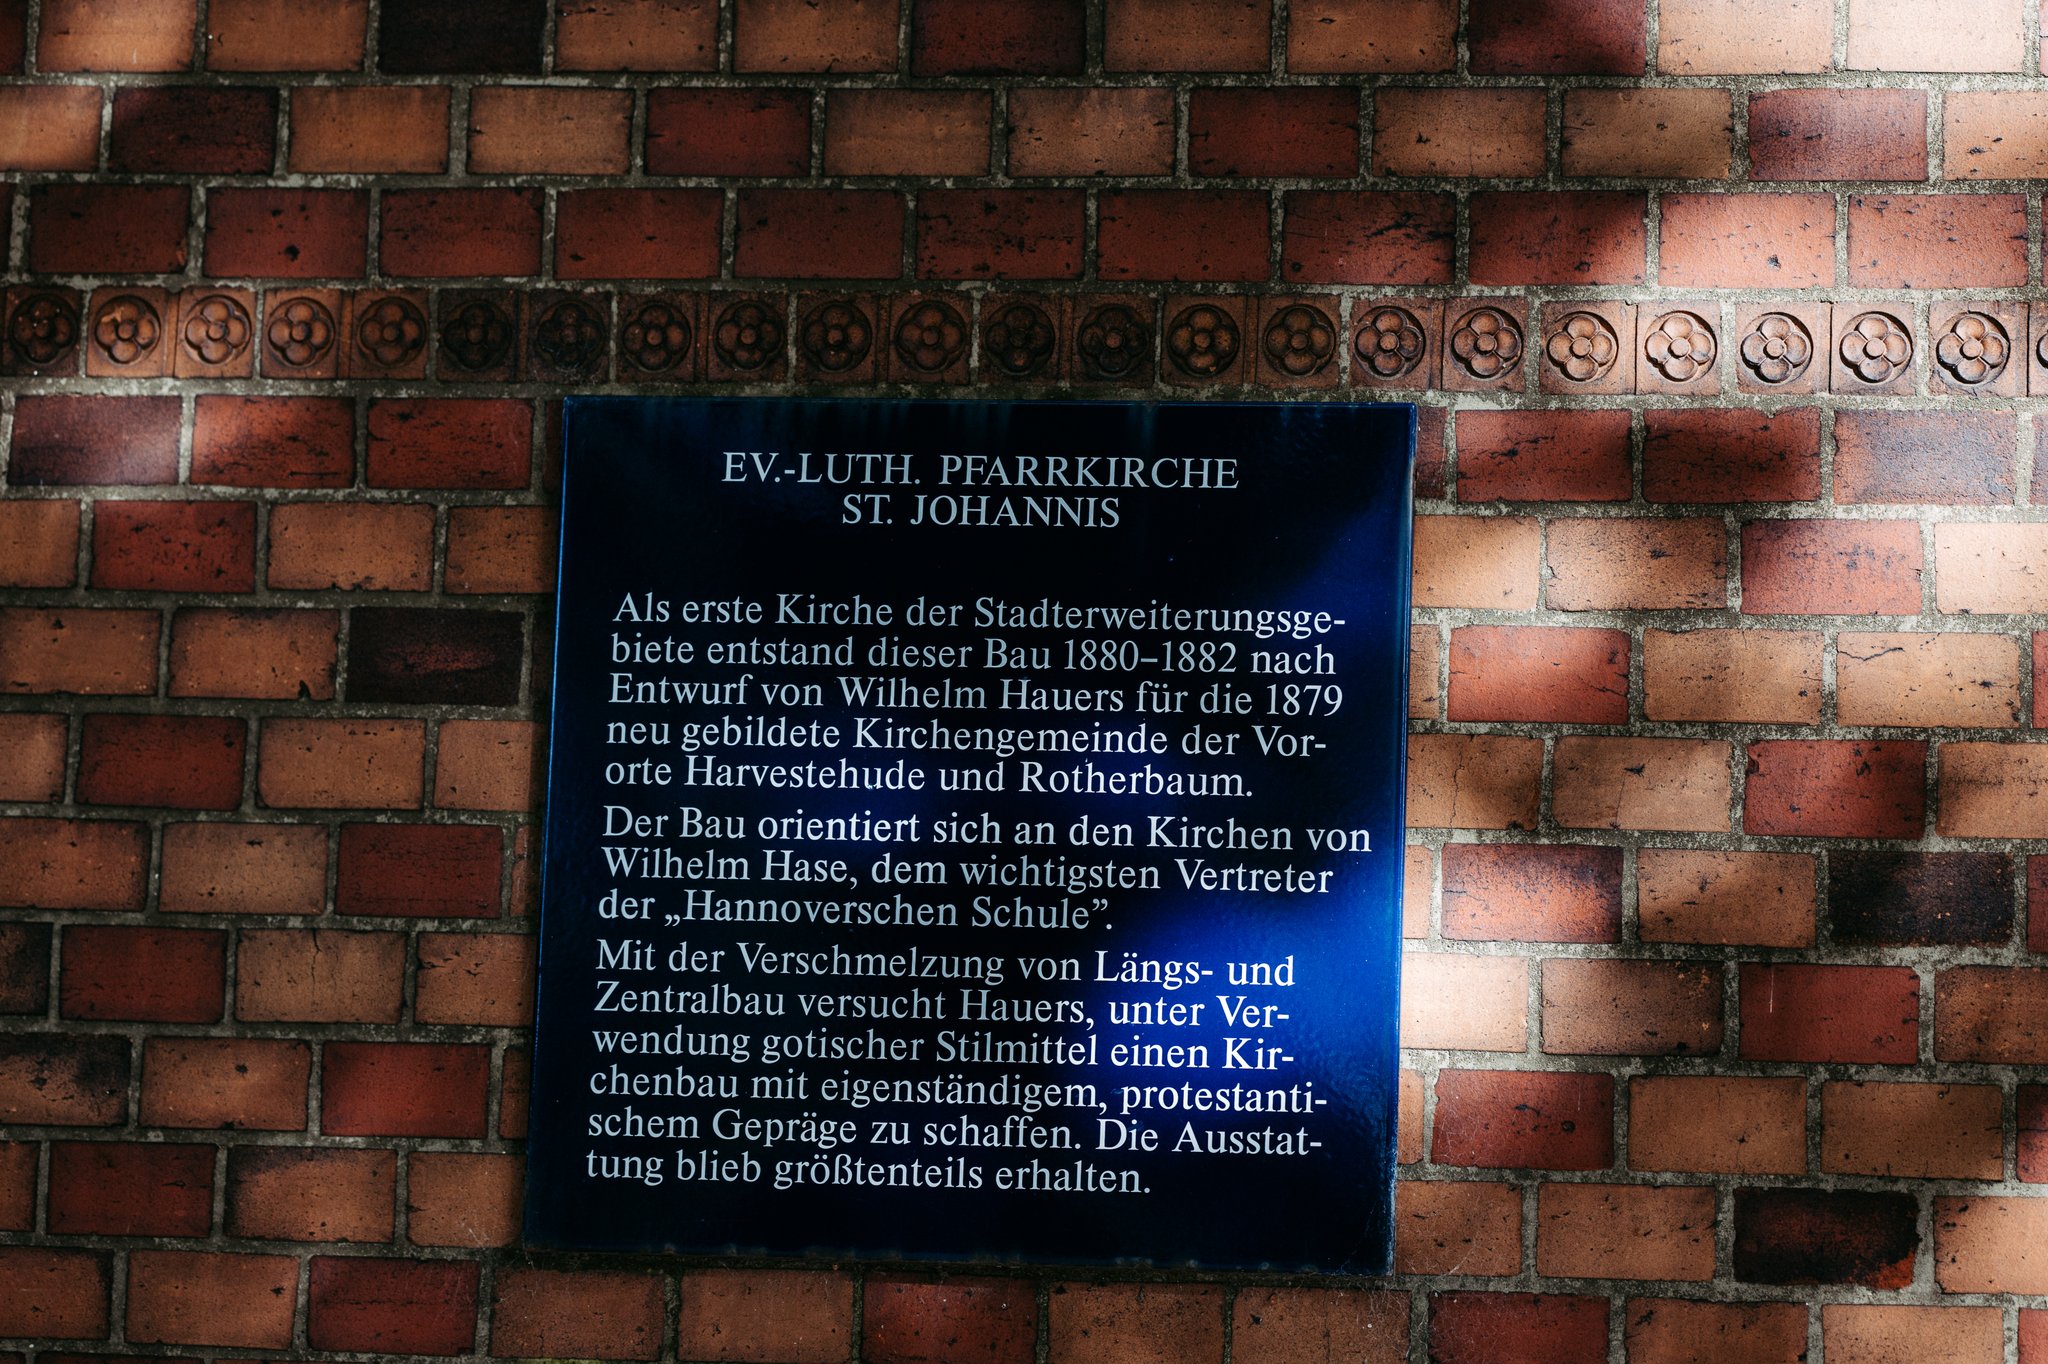 EV.-LUTH. PFARRKIRCHE
ST. JOHANNIS
Als erste Kirche der Stadterweiterungsge-
biete entstand dieser Bau 1880–1882 nach
Entwurf von Wilhelm Hauers für die 1879
neu gebildete Kirchengemeinde der Vor-
orte Harvestehude und Rotherbaum.
Der Bau orientiert sich an den Kirchen von
Wilhelm Hase, dem wichtigsten Vertreter
der „Hannoverschen Schule”.
Mit der Verschmelzung von Längs- und
Zentralbau versucht Hauers, unter Ver-
wendung gotischer Stilmittel einen Kir-
chenbau mit eigenständigem, protestanti-
schem Gepräge zu schaffen. Die Ausstat-
tung blieb größtenteils erhalten.